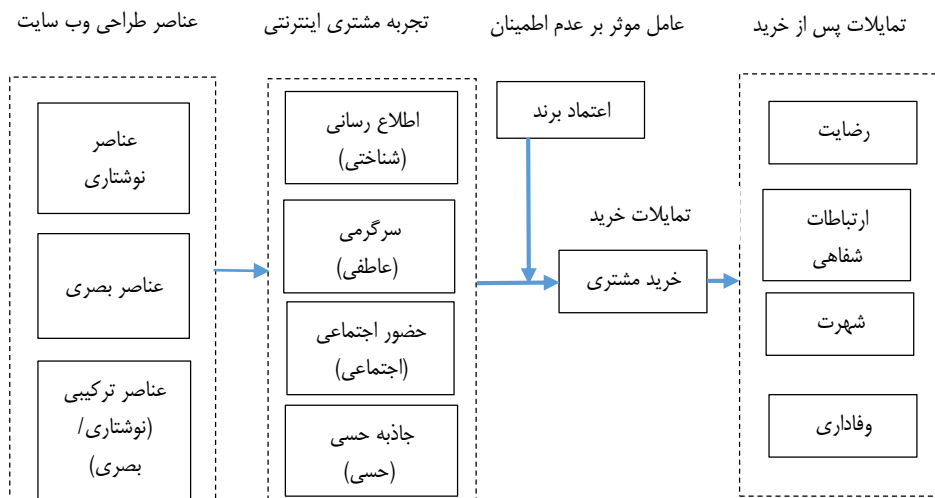 عناصر طراحی وب سایت
تجربه مشتری اینترنتی
عامل موثر بر عدم اطمینان
تمایلات پس از خرید
عناصر
نوشتاری
عناصر بصری
عناصر ترکیبی
(نوشتاری/
بصری)
اطلاع رسانی
(شناختی)
سرگرمی
(عاطفی)
حضور اجتماعی
(اجتماعی)
جاذبه حسی
(حسی)
اعتماد برند
تمایلات خرید
خرید مشتری
رضایت
ارتباطات
شفاهی
شهرت
وفاداری